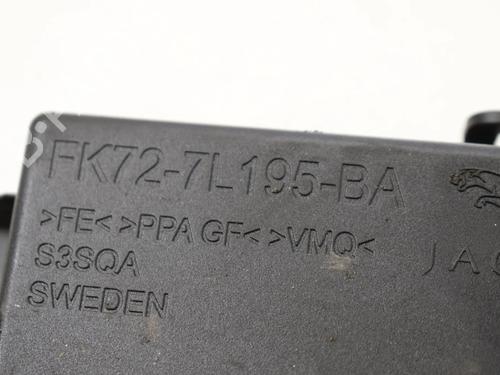 FK72-7L195-BA
>FE< >PPA GF< >VMQ<
S3SQA
SWEDEN
JA